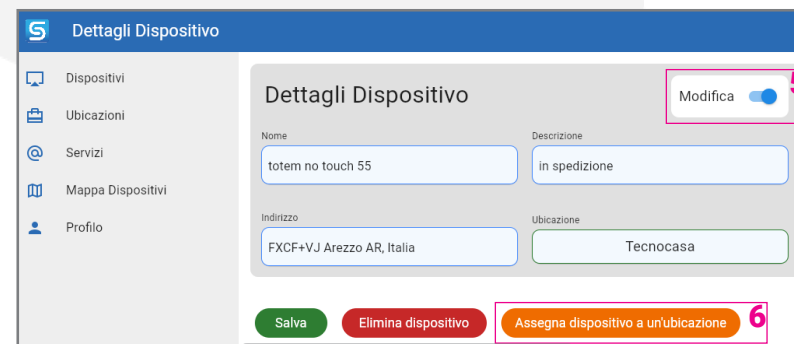 Dettagli Dispositivo
Dispositivi
Ubicazioni
Servizi
Mappa Dispositivi
Profilo
Dettagli Dispositivo
Modifica
5
Nome
totem no touch 55
Descrizione
in spedizione
Indirizzo
FXCF+VJ Arezzo AR, Italia
Ubicazione
Tecnocasa
Salva
Elimina dispositivo
Assegna dispositivo a un'ubicazione
6